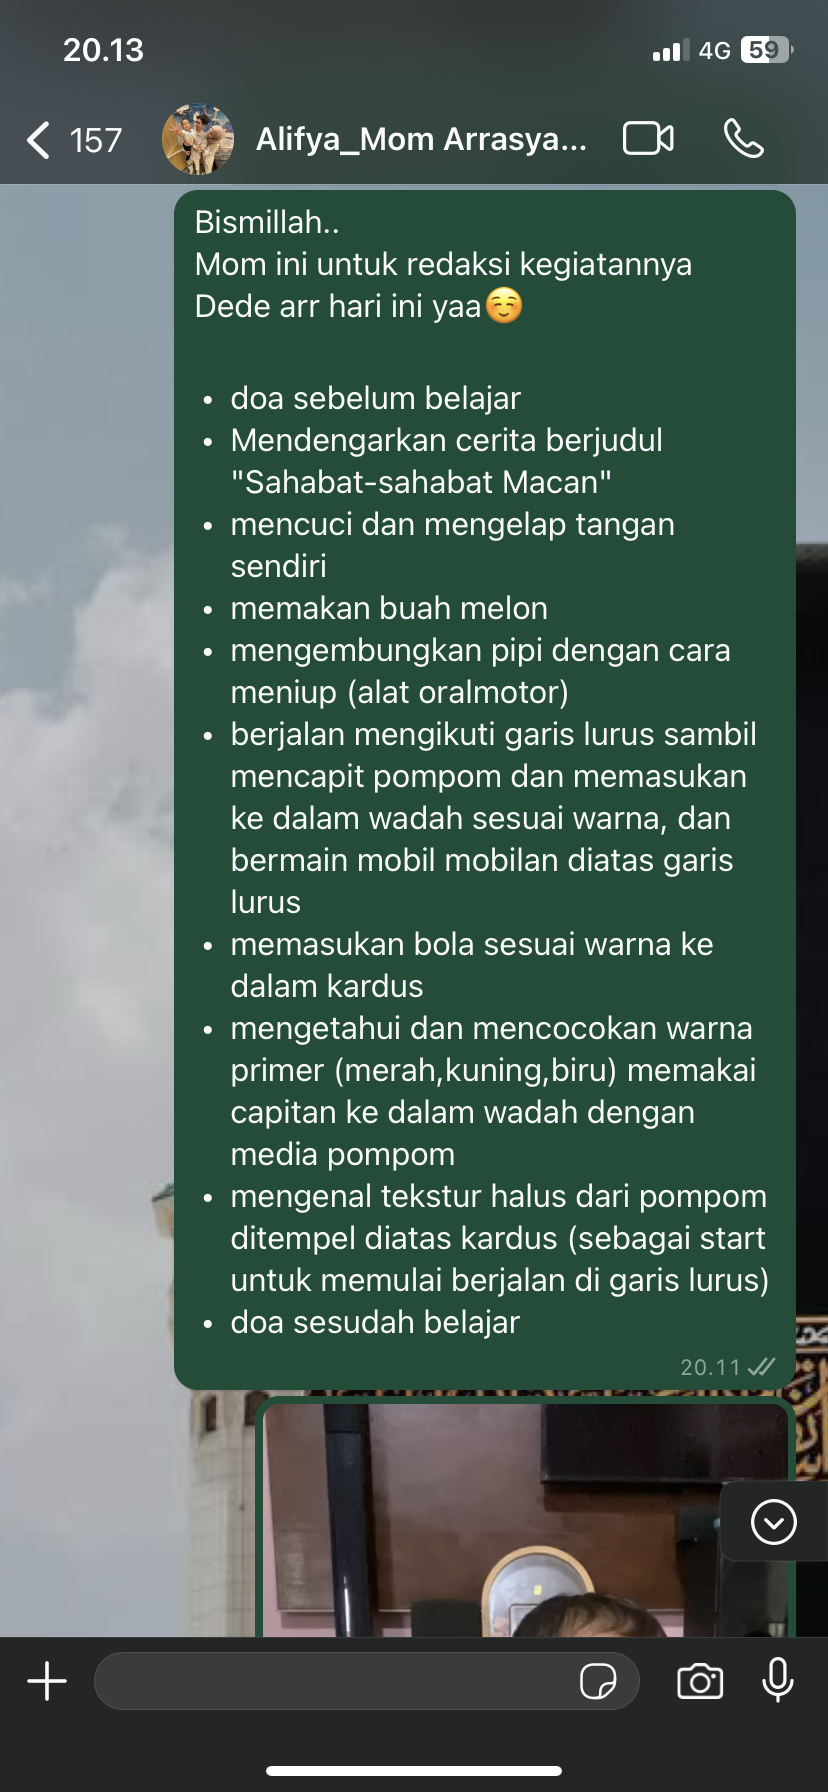 20.13
4G 59
157
Alifya_Mom Arrasya...
Bismillah..
Mom ini untuk redaksi kegiatannya
Dede arr hari ini yaa☺️
• doa sebelum belajar
• Mendengarkan cerita berjudul
"Sahabat-sahabat Macan"
• mencuci dan mengelap tangan
sendiri
• memakan buah melon
• mengembungkan pipi dengan cara
meniup (alat oralmotor)
• berjalan mengikuti garis lurus sambil
mencapit pompom dan memasukan
ke dalam wadah sesuai warna, dan
bermain mobil mobilan diatas garis
lurus
• memasukan bola sesuai warna ke
dalam kardus
• mengetahui dan mencocokan warna
primer (merah,kuning,biru) memakai
capitan ke dalam wadah dengan
media pompom
• mengenal tekstur halus dari pompom
ditempel diatas kardus (sebagai start
untuk memulai berjalan di garis lurus)
• doa sesudah belajar
20.11